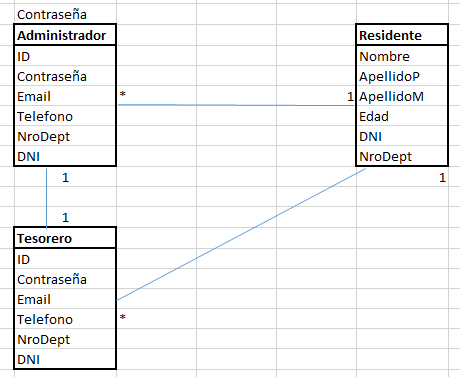 Contraseña
Administrador
ID
Contraseña
Email
Telefono
NroDept
DNI
* 1
1
1
Residente
Nombre
ApellidoP
ApellidoM
Edad
DNI
NroDept
1
Tesorero
ID
Contraseña
Email
Telefono
NroDept
DNI
*